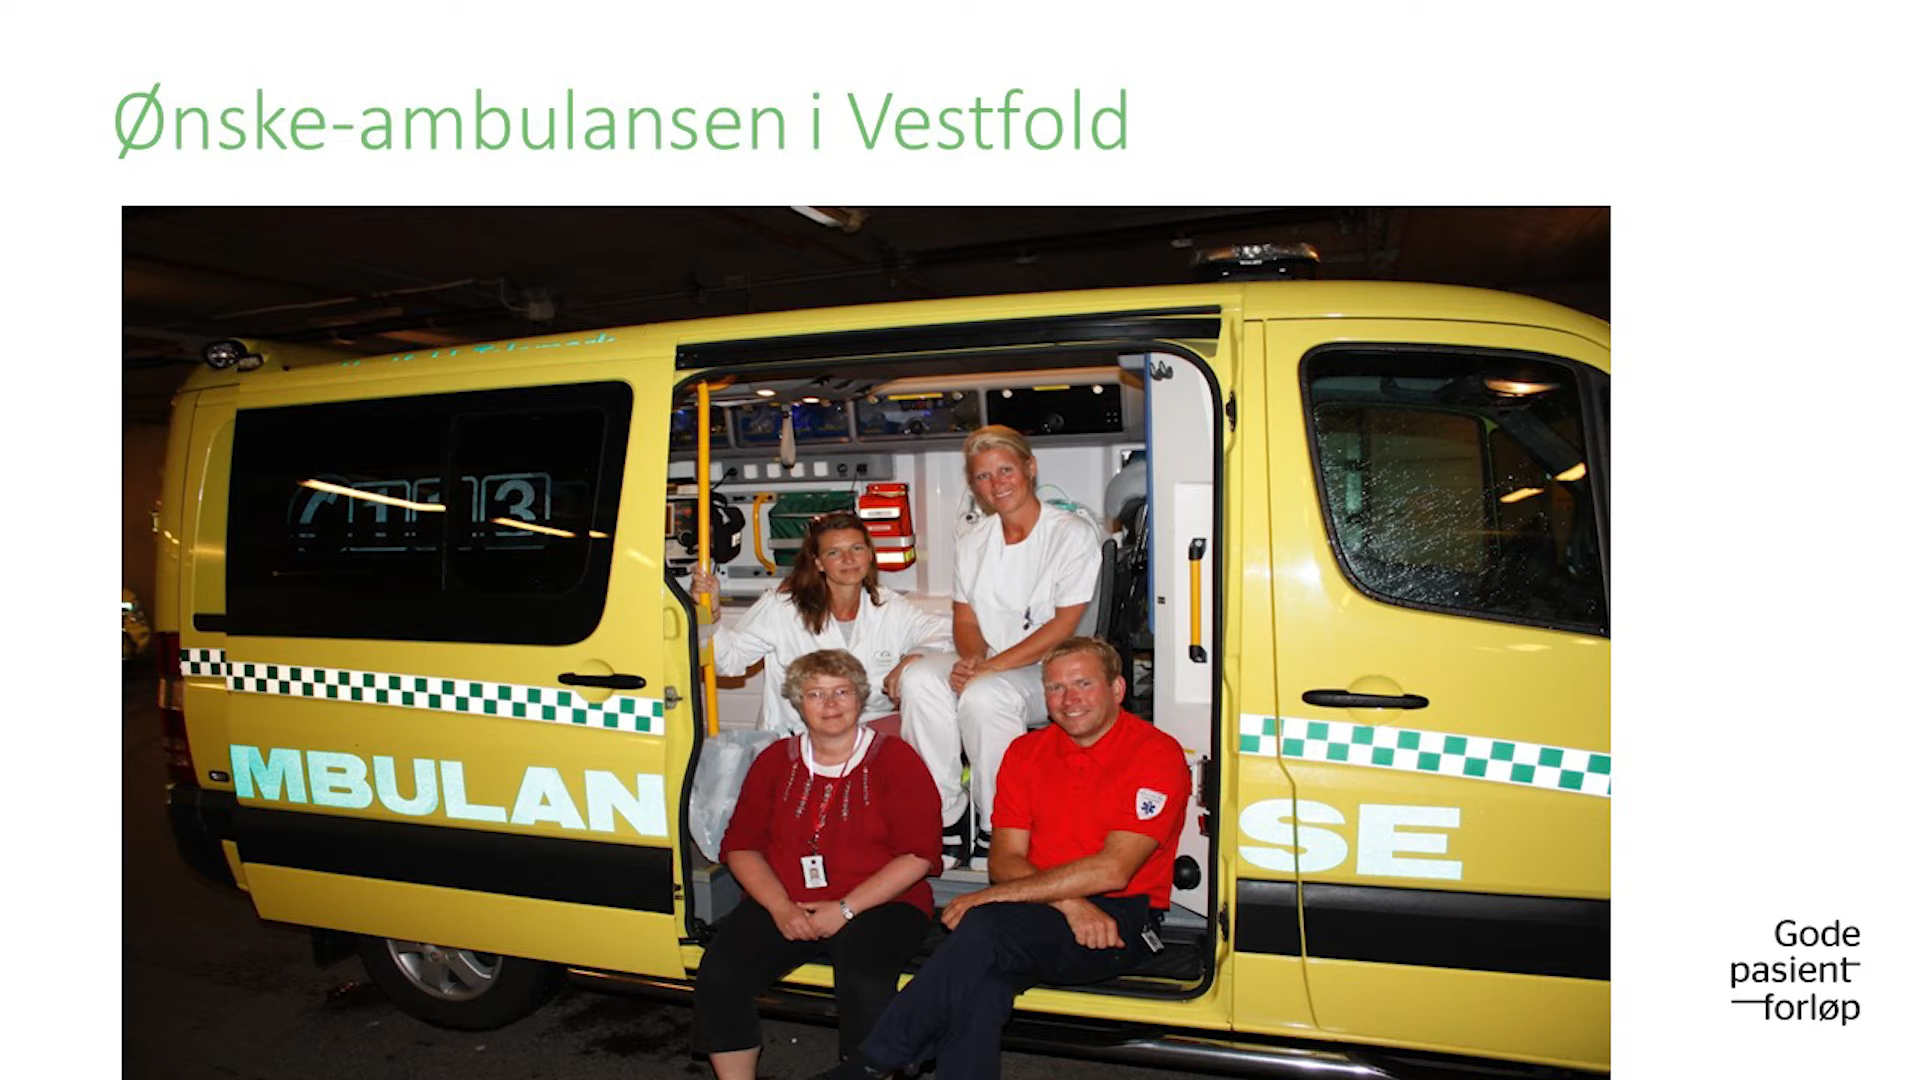 Ønske-ambulansen i Vestfold
113
MBULAN
SE
Gode
pasient
forløp